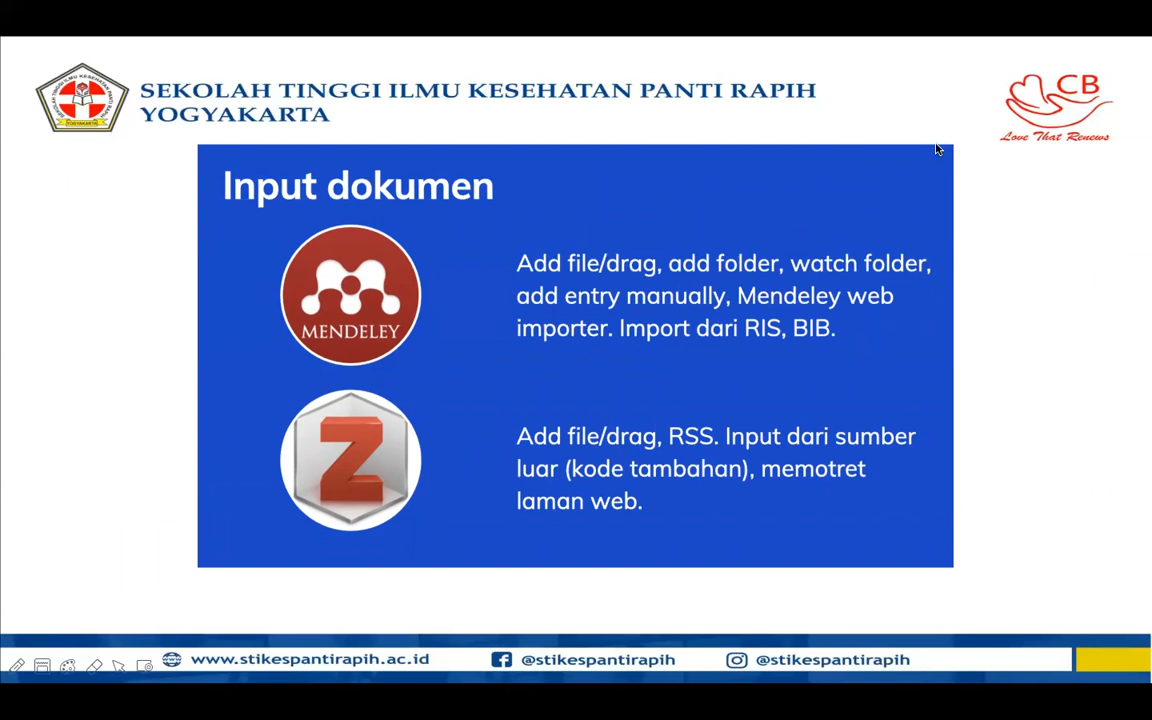 SEKOLAH TINGGI ILMU KESEHATAN PANTI RAPIH
YOGYAKARTA
CB
Love That Renews
Input dokumen
MENDELEY
Add file/drag, add folder, watch folder,
add entry manually, Mendeley web
importer. Import dari RIS, BIB.
Z
Add file/drag, RSS. Input dari sumber
luar (kode tambahan), memotret
laman web.
www.stikespantirapih.ac.id
@stikespantirapih
@stikespantirapih